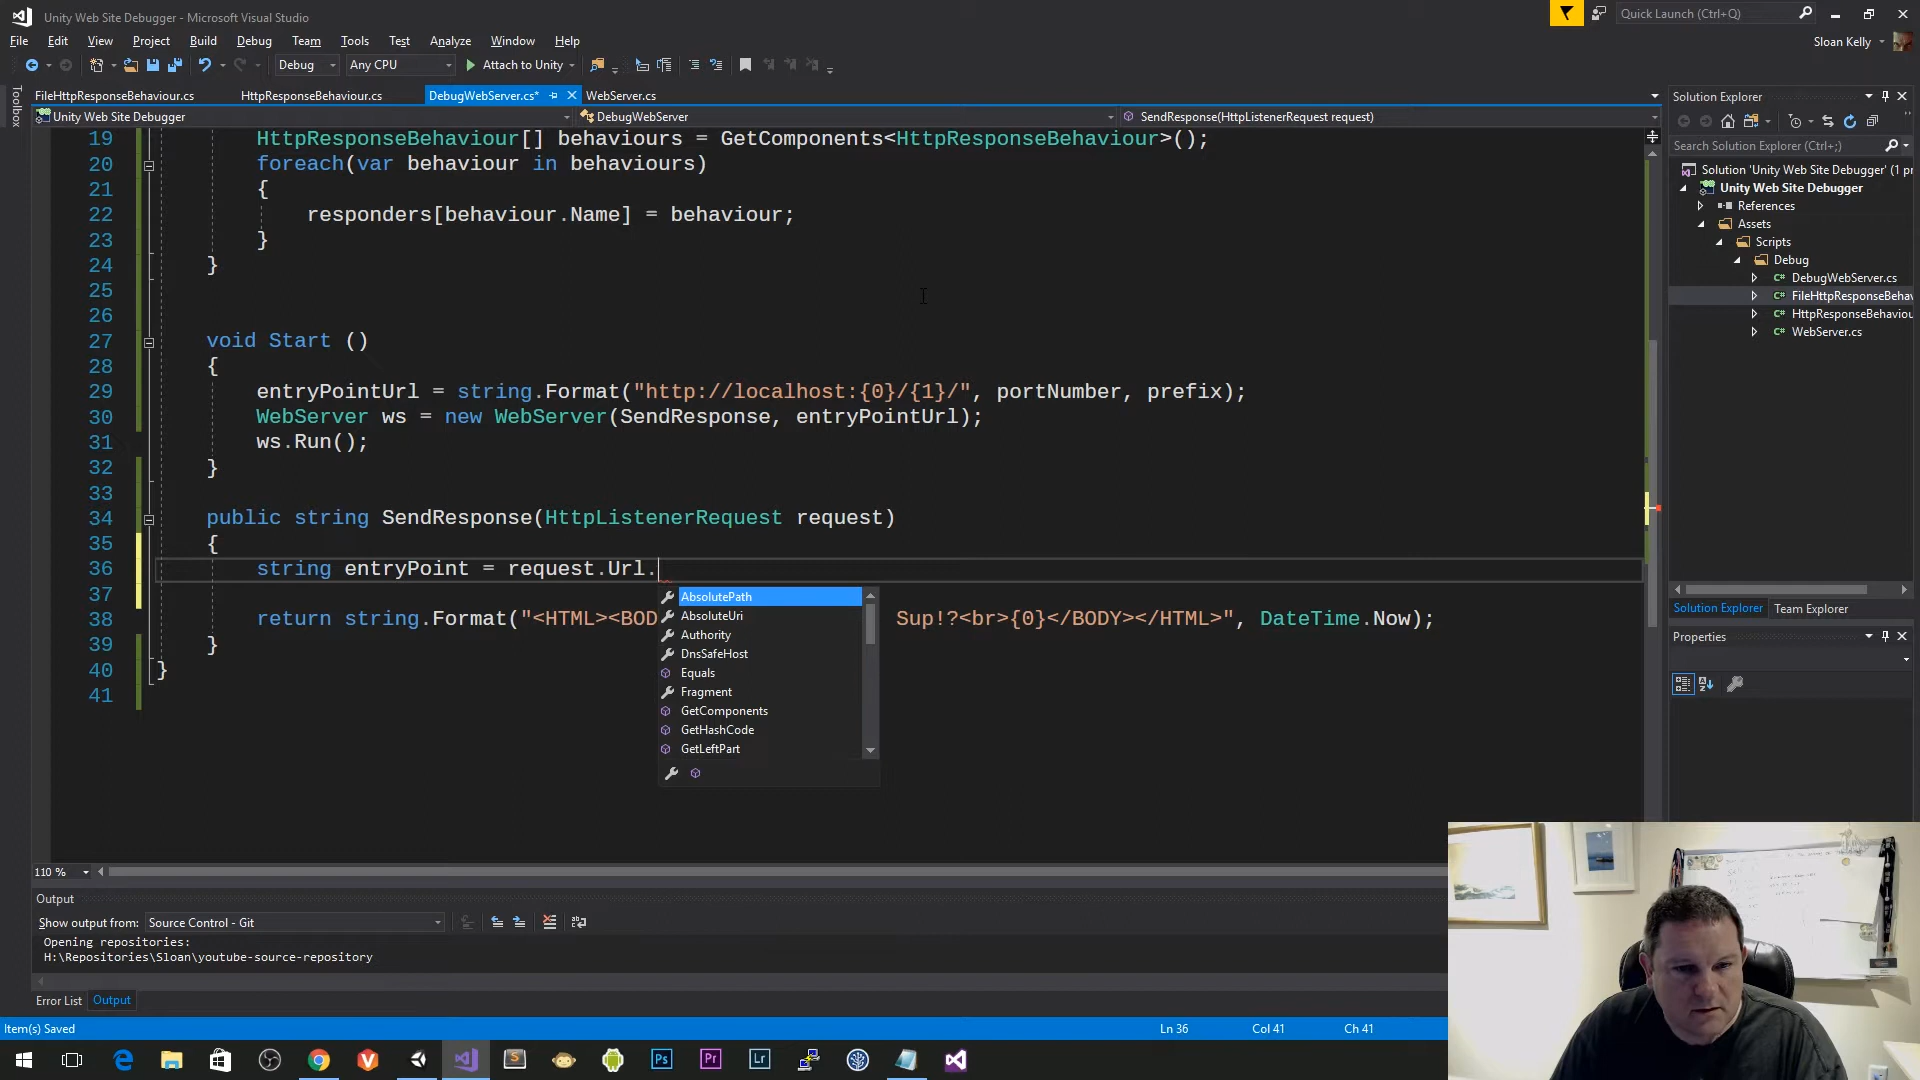 Unity Web Site Debugger - Microsoft Visual Studio
Quick Launch (Ctrl+Q)
File Edit View Project Build Debug Team Tools Test Analyze Window Help
Sloan Kelly
Debug Any CPU Attach to Unity
Toolbox
FileHttpResponseBehaviour.cs HttpResponseBehaviour.cs DebugWebServer.cs* WebServer.cs
Unity Web Site Debugger DebugWebServer SendResponse(HttpListenerRequest request)
19 HttpResponseBehaviour[] behaviours = GetComponents<HttpResponseBehaviour>();
20 foreach(var behaviour in behaviours)
21 {
22 responders[behaviour.Name] = behaviour;
23 }
24 }
25
26
27 void Start ()
28 {
29 entryPointUrl = string.Format("http://localhost:{0}/{1}/", portNumber, prefix);
30 WebServer ws = new WebServer(SendResponse, entryPointUrl);
31 ws.Run();
32 }
33
34 public string SendResponse(HttpListenerRequest request)
35 {
36 string entryPoint = request.Url.
37
38 return string.Format("<HTML><BOD Sup!?<br>{0}</BODY></HTML>", DateTime.Now);
39 }
40 }
41
AbsolutePath
AbsoluteUri
Authority
DnsSafeHost
Equals
Fragment
GetComponents
GetHashCode
GetLeftPart
110 %
Output
Show output from: Source Control - Git
Opening repositories:
H:\Repositories\Sloan\youtube-source-repository
Error List Output
Item(s) Saved
Ln 36 Col 41 Ch 41
Solution Explorer
Search Solution Explorer (Ctrl+;)
Solution 'Unity Web Site Debugger' (1 pr
Unity Web Site Debugger
References
Assets
Scripts
Debug
DebugWebServer.cs
FileHttpResponseBehav
HttpResponseBehaviou
WebServer.cs
Solution Explorer Team Explorer
Properties
Ps Pr Lr